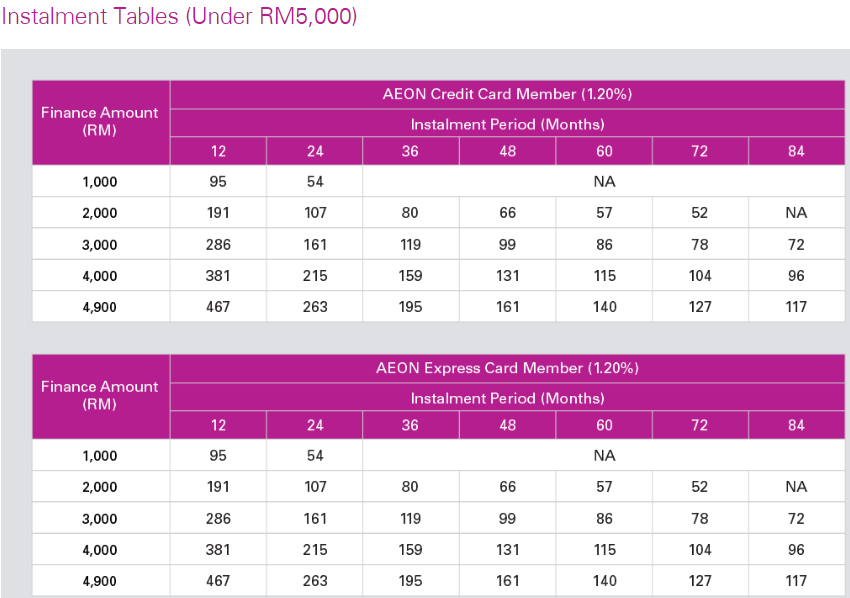 Instalment Tables (Under RM5,000)
Finance Amount (RM) AEON Credit Card Member (1.20%)
Instalment Period (Months)
12 24 36 48 60 72 84
1,000 95 54 NA
2,000 191 107 80 66 57 52 NA
3,000 286 161 119 99 86 78 72
4,000 381 215 159 131 115 104 96
4,900 467 263 195 161 140 127 117
Finance Amount (RM) AEON Express Card Member (1.20%)
Instalment Period (Months)
12 24 36 48 60 72 84
1,000 95 54 NA
2,000 191 107 80 66 57 52 NA
3,000 286 161 119 99 86 78 72
4,000 381 215 159 131 115 104 96
4,900 467 263 195 161 140 127 117